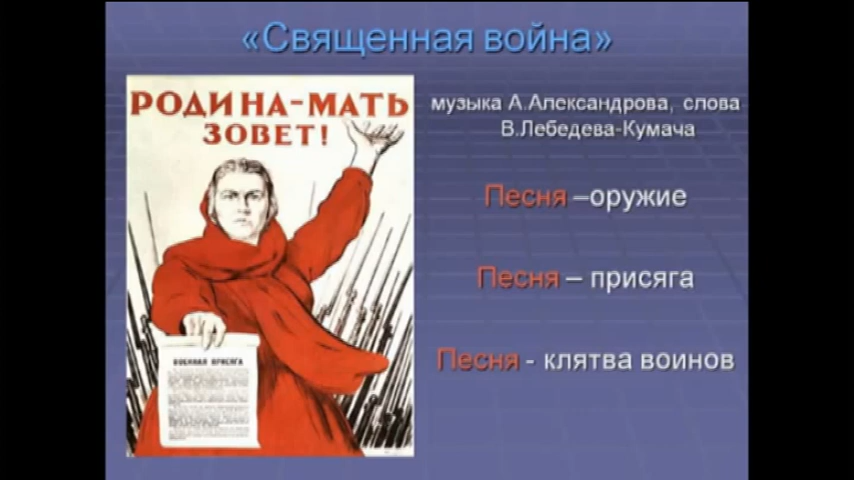 «Священная война»
РОДИНА-МАТЬ
ЗОВЕТ!
музыка А.Александрова, слова
В.Лебедева-Кумача
Песня –оружие
Песня – присяга
Песня - клятва воинов
ВОЕННАЯ ПРИСЯГА